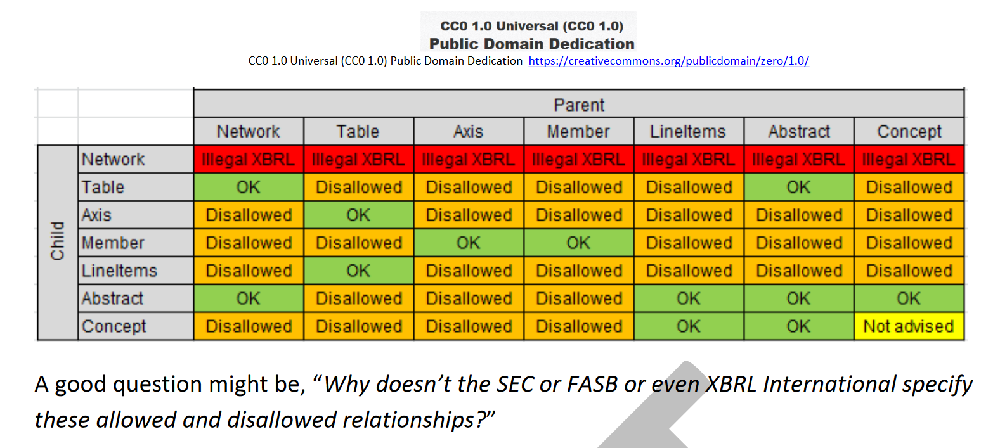 CC0 1.0 Universal (CC0 1.0)
Public Domain Dedication
CC0 1.0 Universal (CC0 1.0) Public Domain Dedication https://creativecommons.org/publicdomain/zero/1.0/
Parent
Network Table Axis Member LineItems Abstract Concept
Child
Network Illegal XBRL Illegal XBRL Illegal XBRL Illegal XBRL Illegal XBRL Illegal XBRL Illegal XBRL
Table OK Disallowed Disallowed Disallowed Disallowed OK Disallowed
Axis Disallowed OK Disallowed Disallowed Disallowed Disallowed Disallowed
Member Disallowed Disallowed OK OK Disallowed Disallowed Disallowed
LineItems Disallowed OK Disallowed Disallowed Disallowed Disallowed Disallowed
Abstract OK Disallowed Disallowed Disallowed OK OK OK
Concept Disallowed Disallowed Disallowed Disallowed OK OK Not advised
A good question might be, “Why doesn’t the SEC or FASB or even XBRL International specify
these allowed and disallowed relationships?”